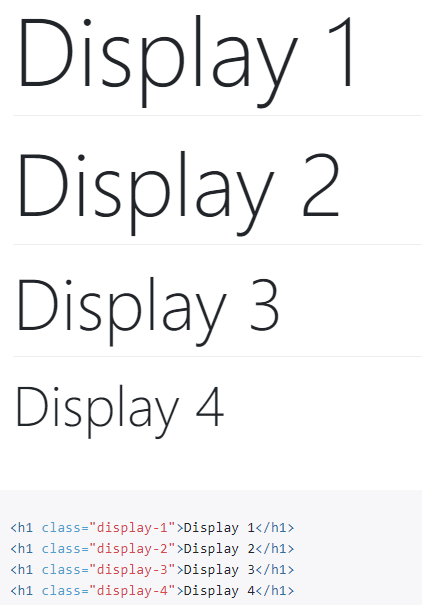 Display 1
Display 2
Display 3
Display 4
<h1 class="display-1">Display 1</h1>
<h1 class="display-2">Display 2</h1>
<h1 class="display-3">Display 3</h1>
<h1 class="display-4">Display 4</h1>